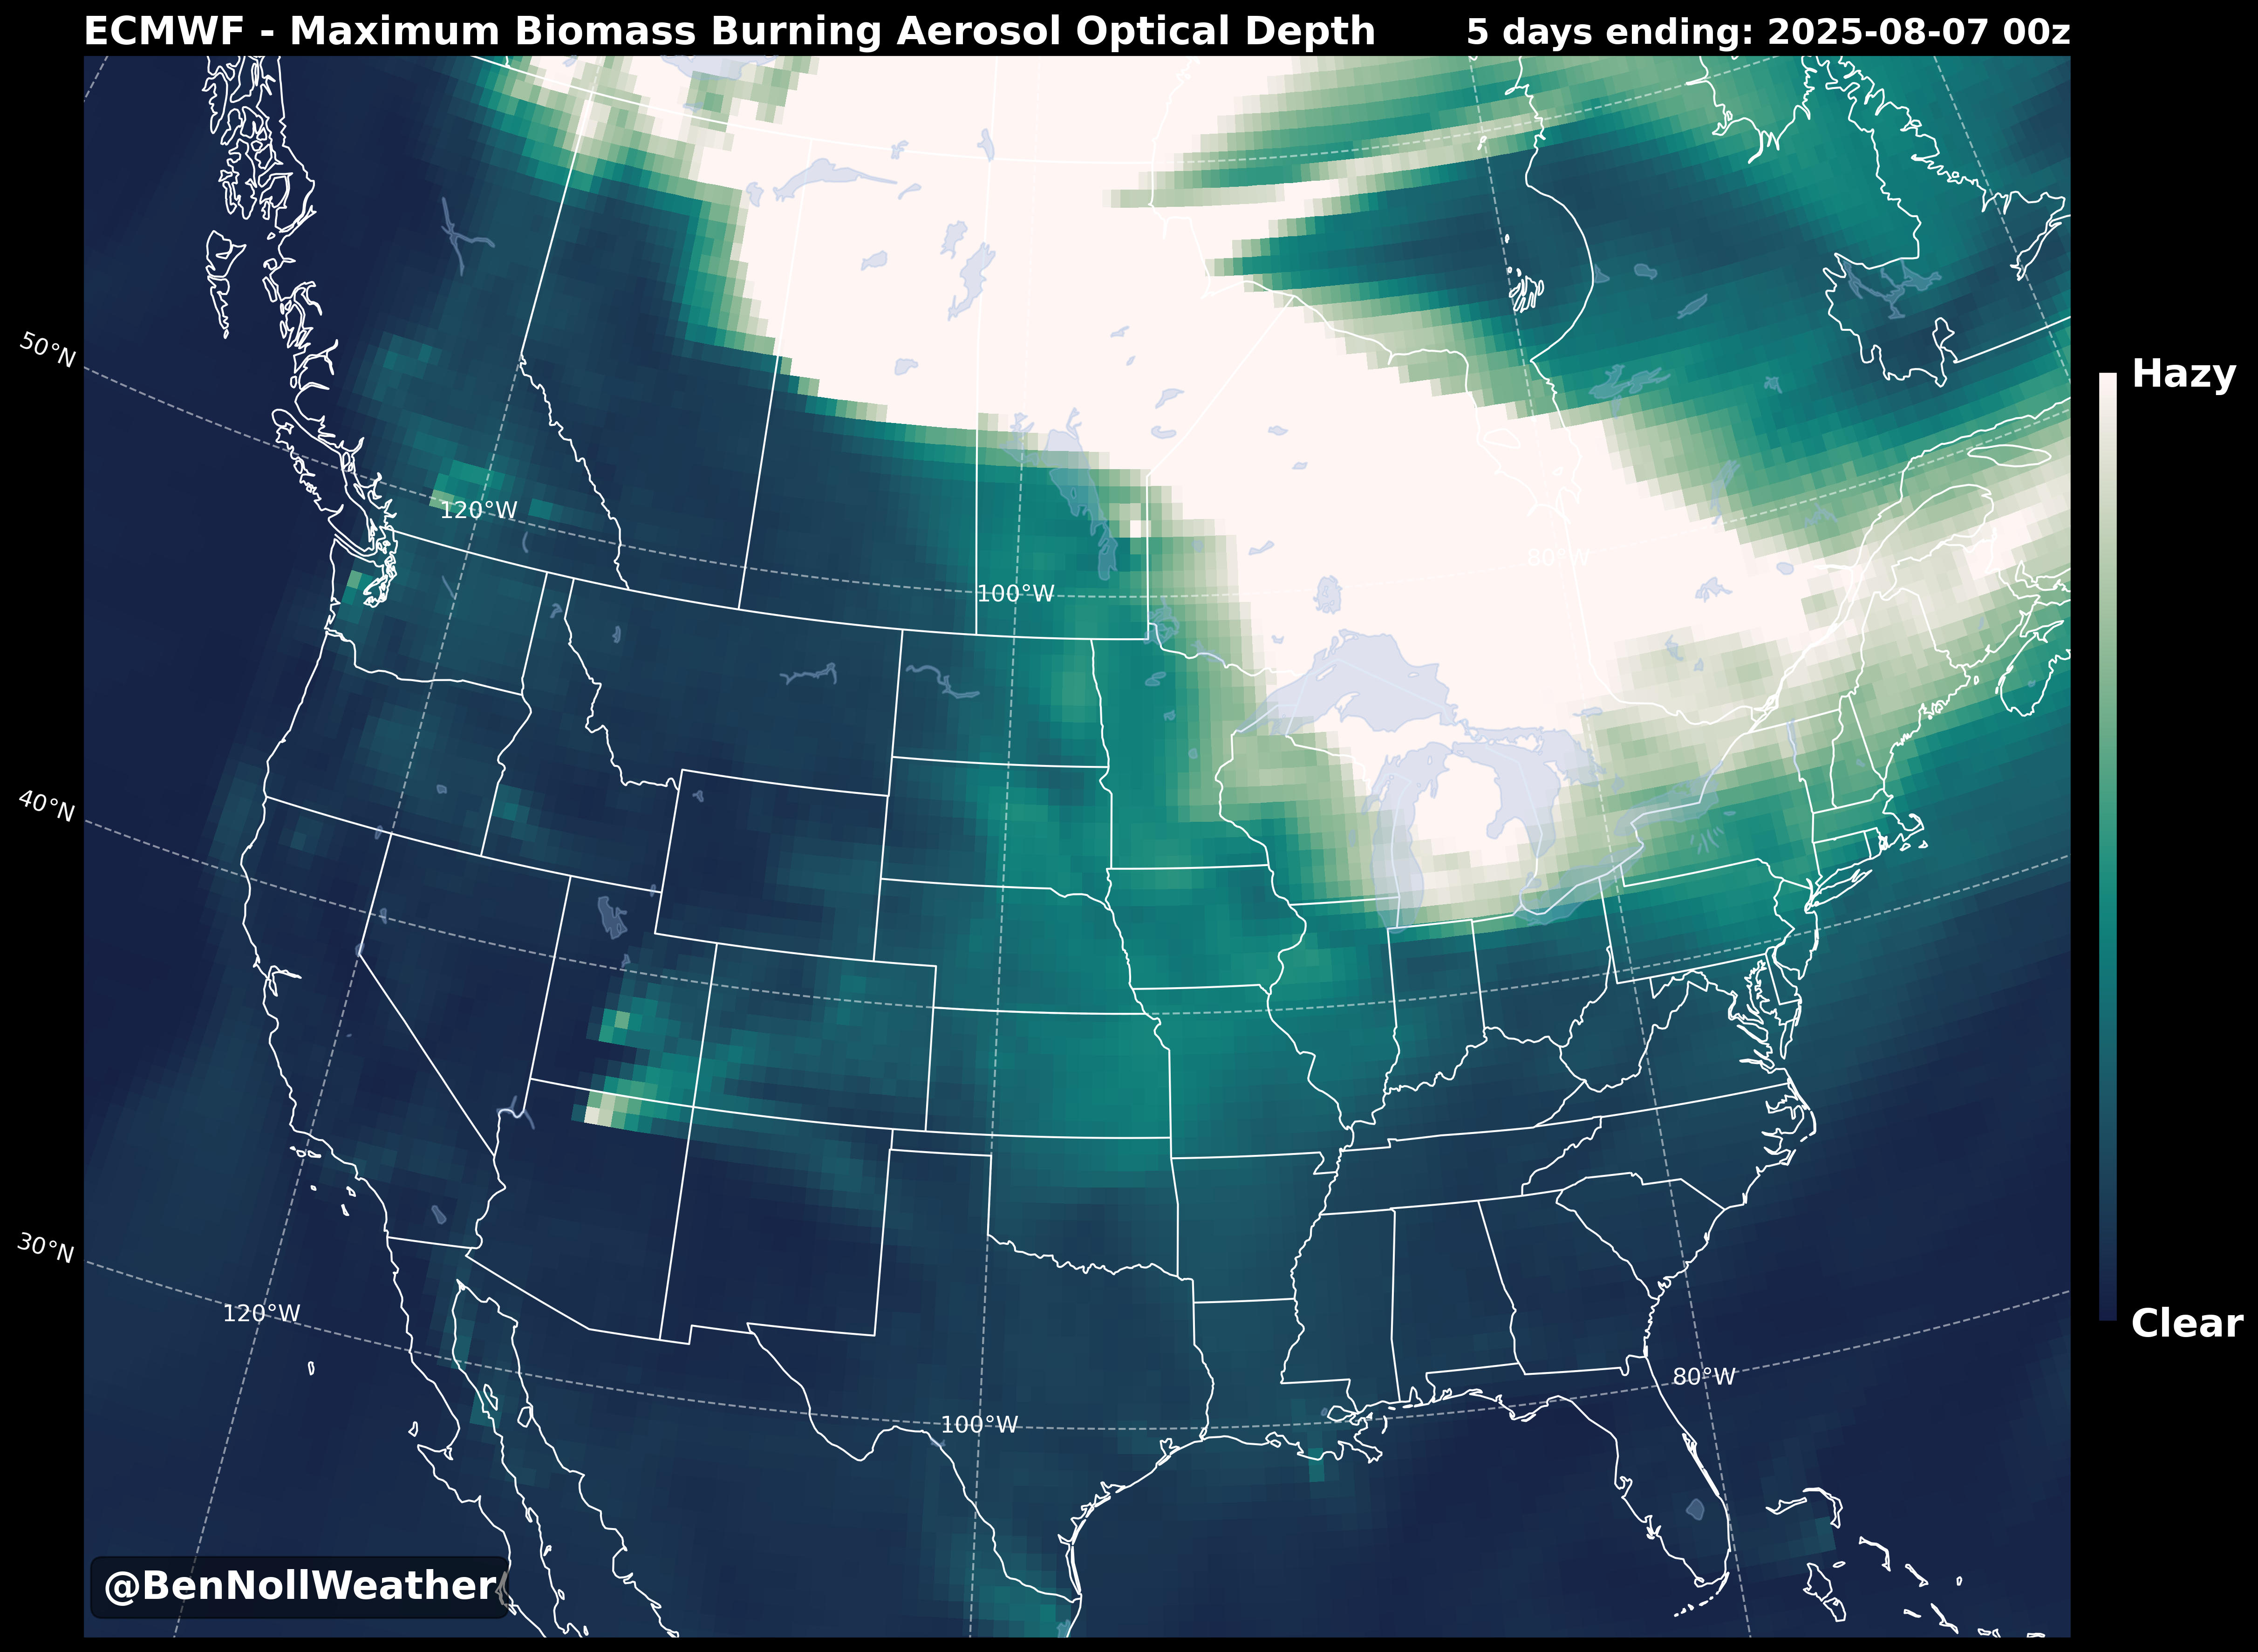 ECMWF - Maximum Biomass Burning Aerosol Optical Depth
5 days ending: 2025-08-07 00z
50°N
Hazy
120°W
80°W
100°W
40°N
30°N
120°W
Clear
80°W
100°W
@BenNollWeather